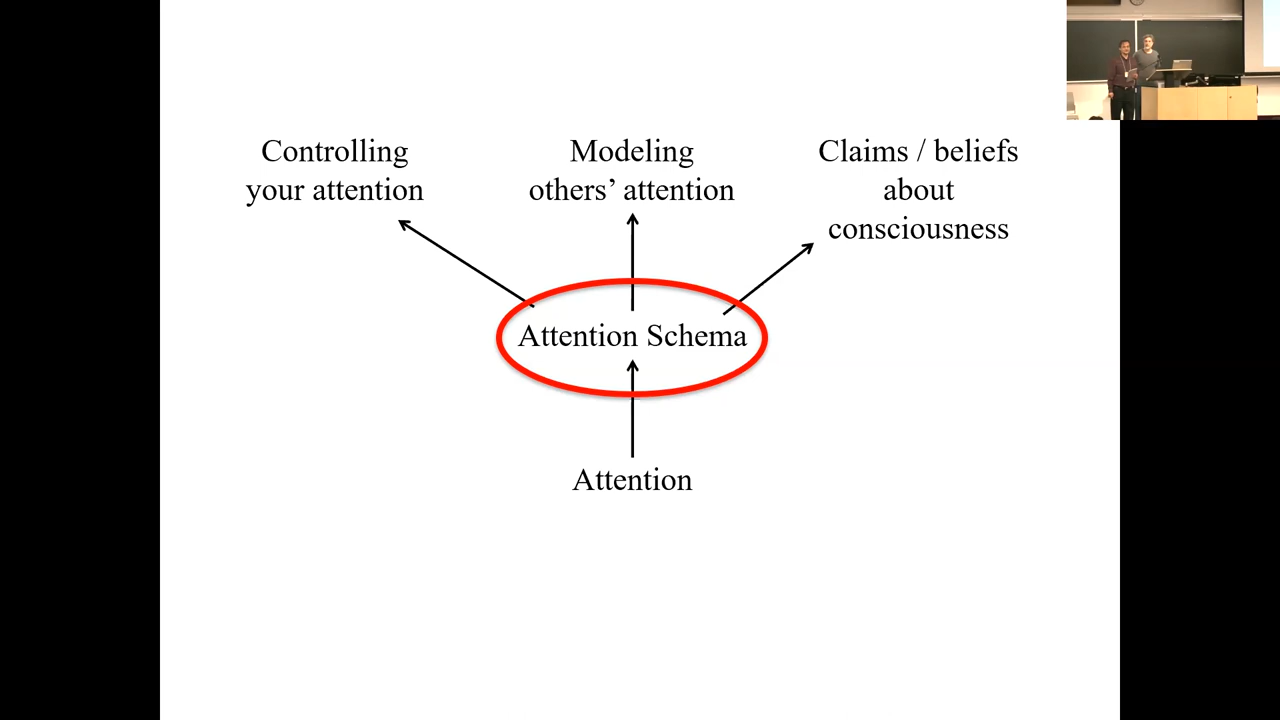 Controlling
your attention
Modeling
others’ attention
Claims / beliefs
about
consciousness
Attention Schema
Attention